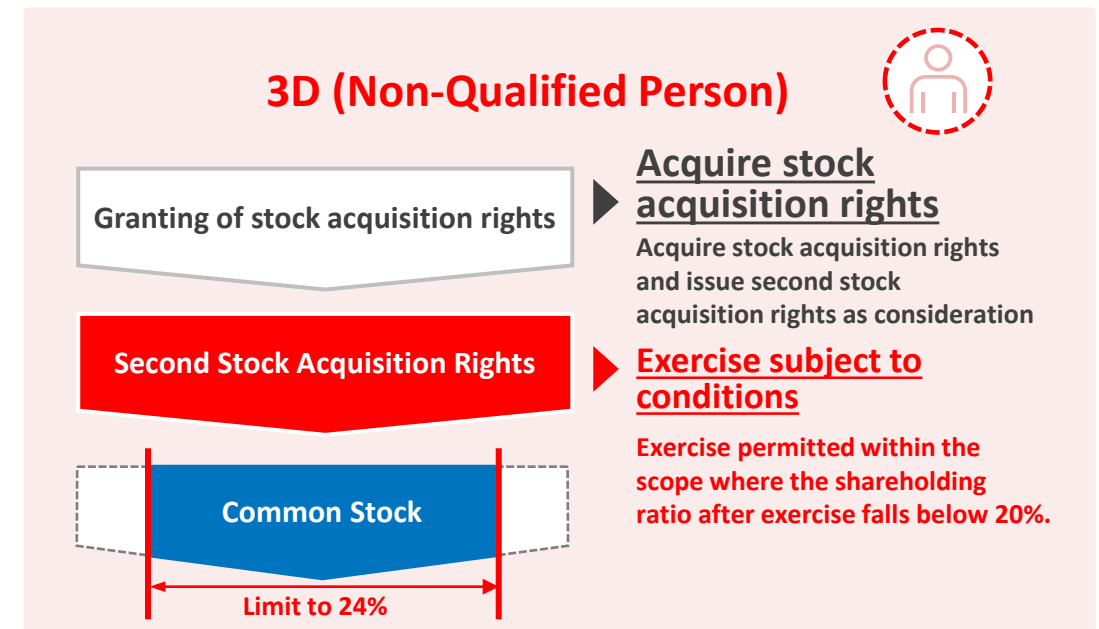 3D (Non-Qualified Person)
Granting of stock acquisition rights
Acquire stock
acquisition rights
Acquire stock acquisition rights
and issue second stock
acquisition rights as consideration
Second Stock Acquisition Rights
Exercise subject to
conditions
Exercise permitted within the
scope where the shareholding
ratio after exercise falls below 20%.
Common Stock
Limit to 24%